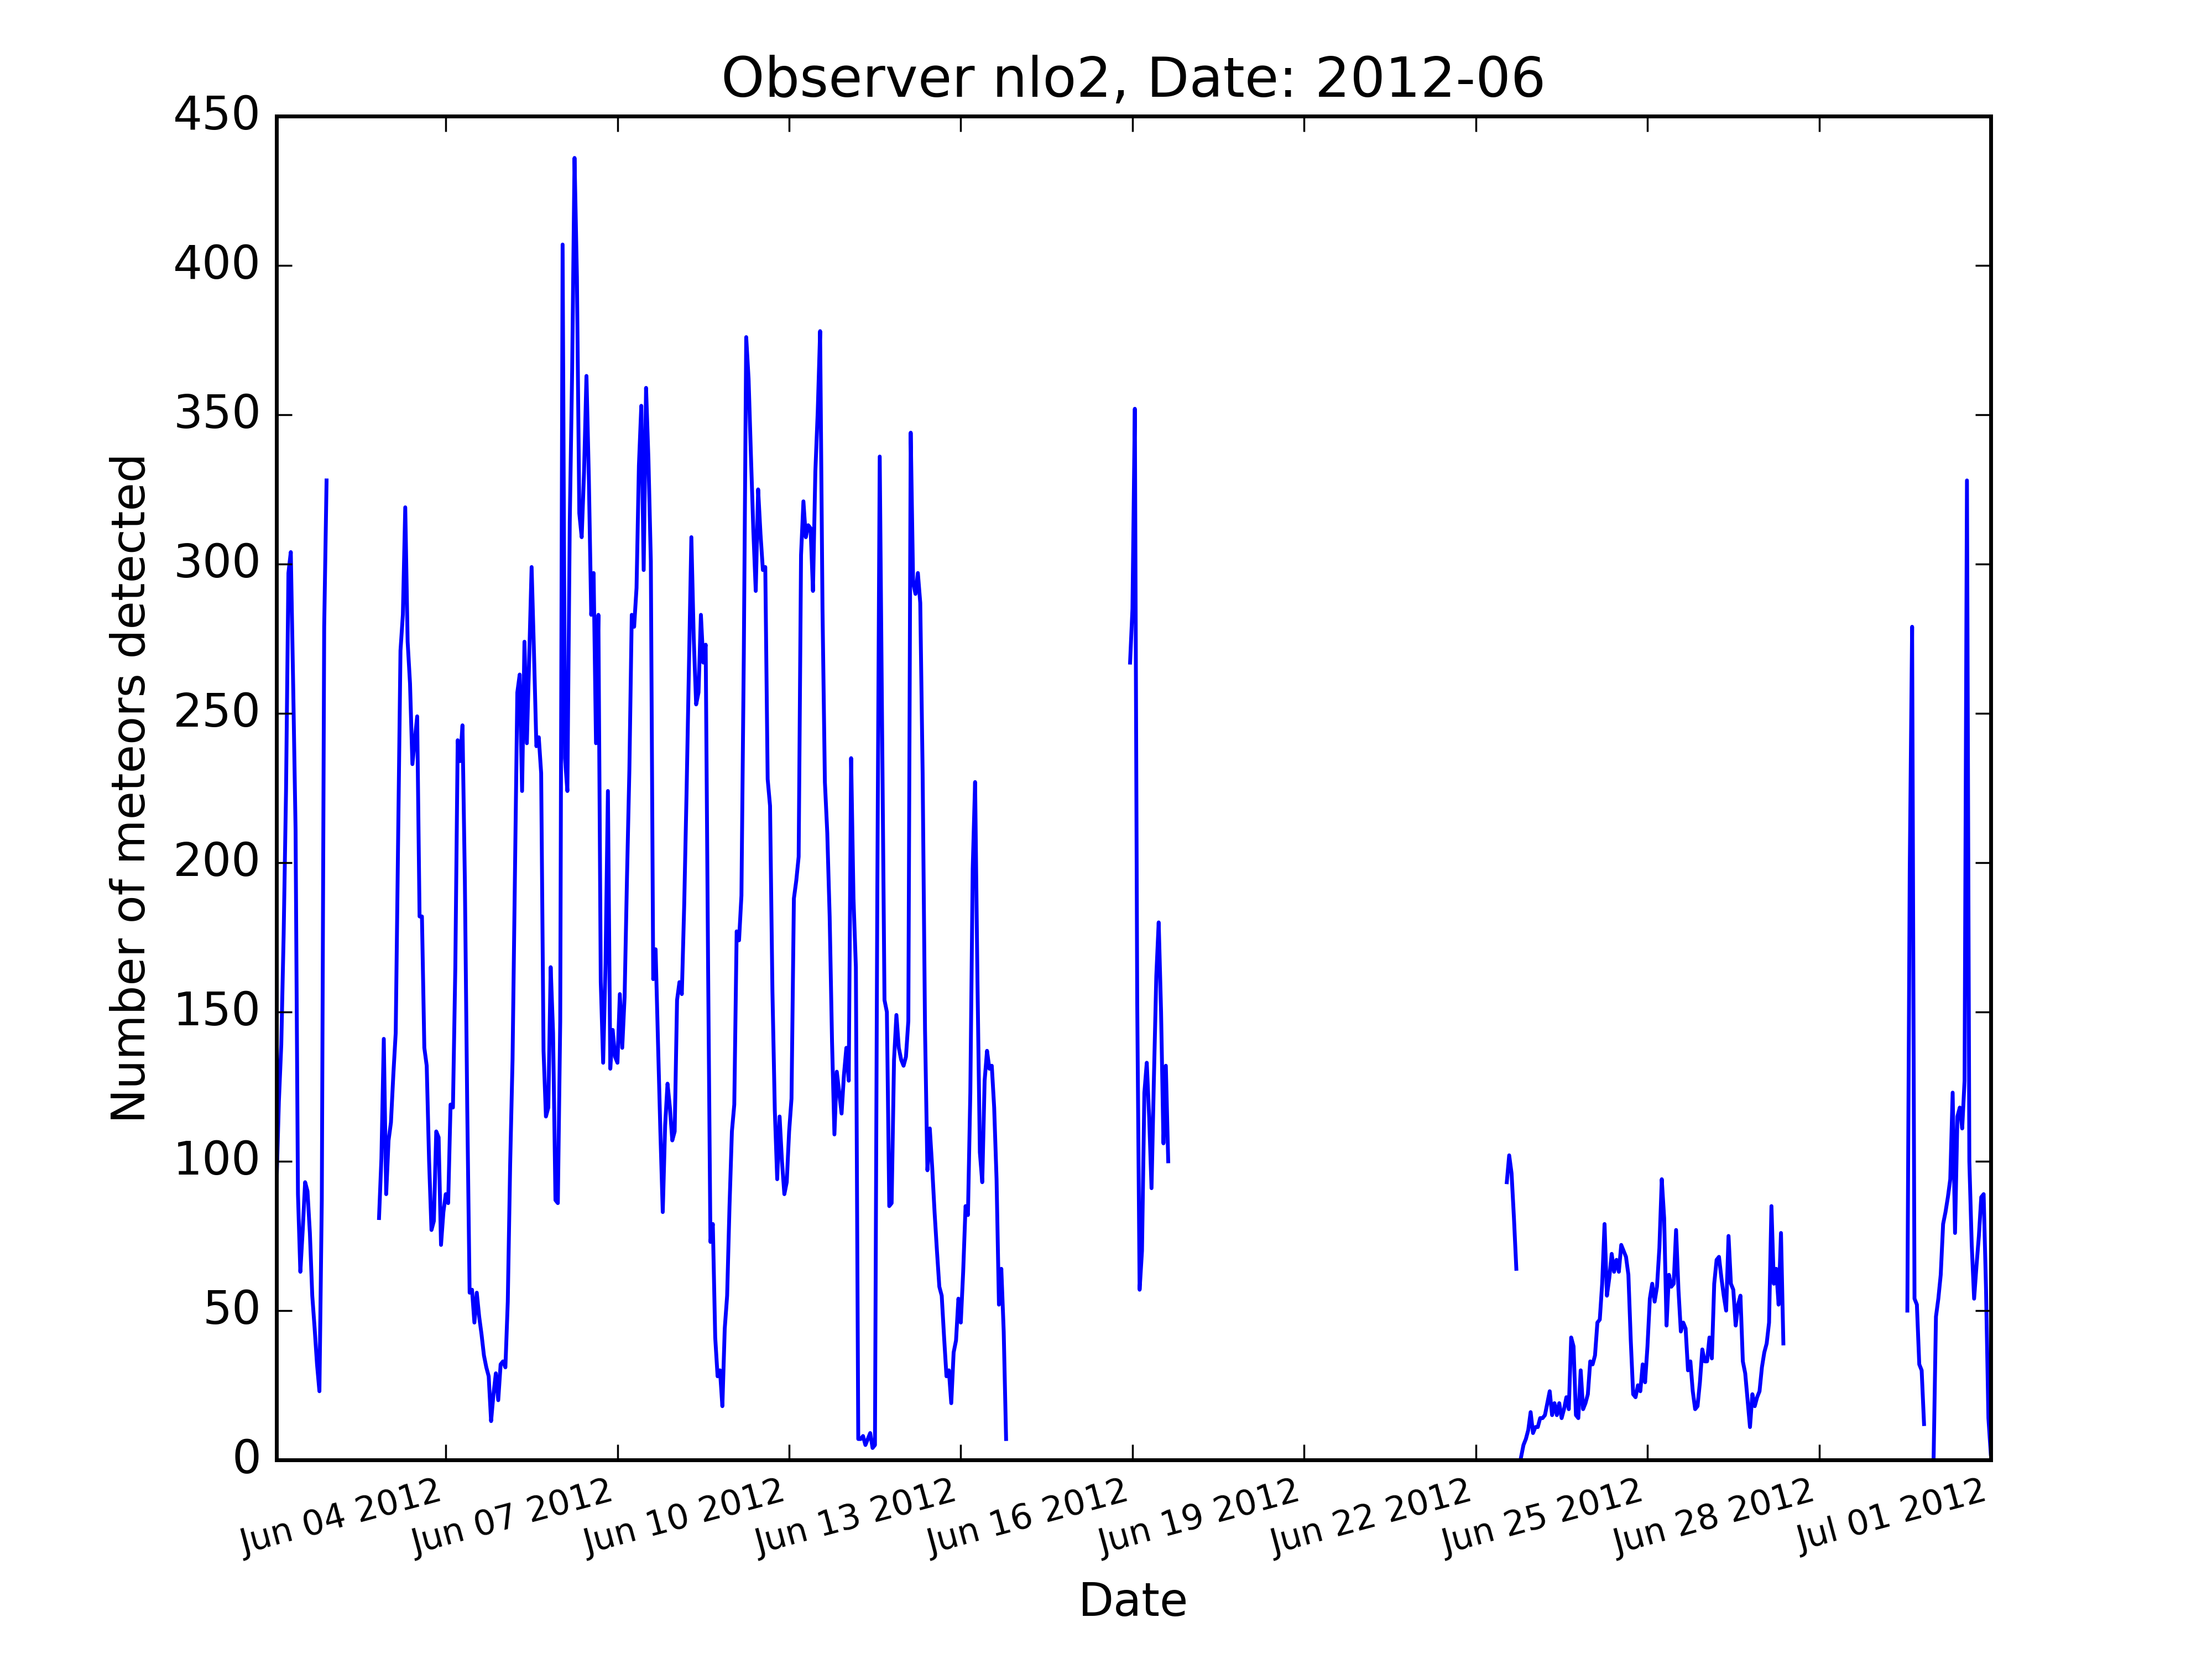 Observer nlo2, Date: 2012-06
450
400
350
300
250
200
150
100
50
0
Number of meteors detected
Jun 04 2012
Jun 07 2012
Jun 10 2012
Jun 13 2012
Jun 16 2012
Jun 19 2012
Jun 22 2012
Jun 25 2012
Jun 28 2012
Jul 01 2012
Date